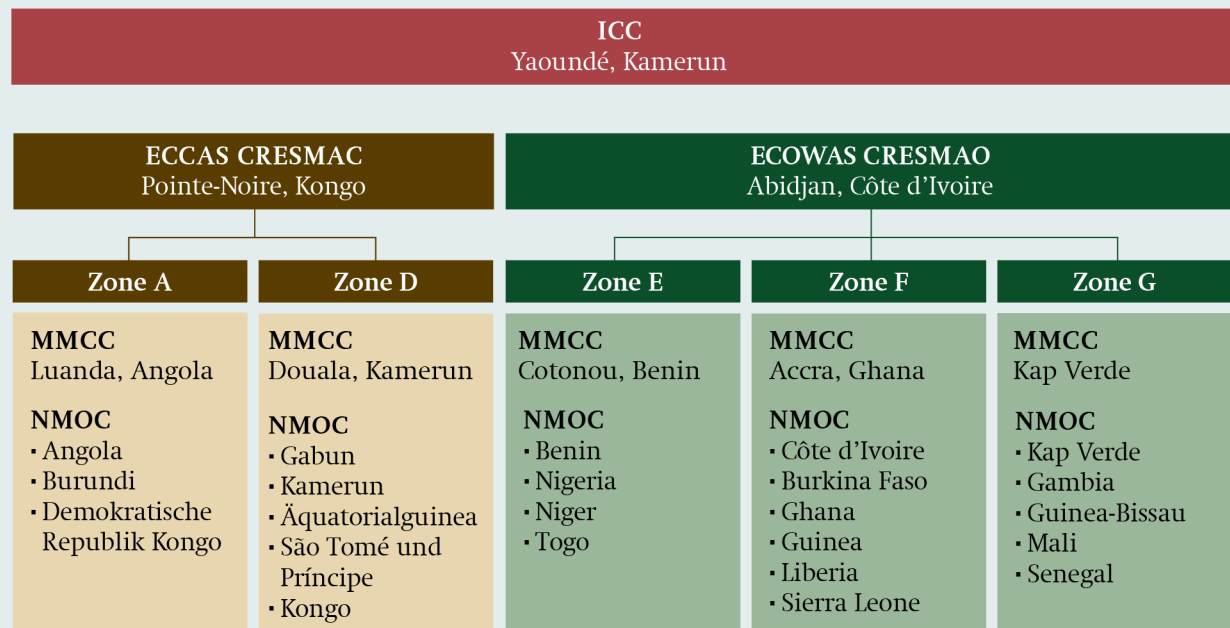 ICC
Yaoundé, Kamerun
ECCAS CRESMAC
Pointe-Noire, Kongo
ECOWAS CRESMAO
Abidjan, Côte d’Ivoire
Zone A
MMCC
Luanda, Angola
NMOC
▪ Angola
▪ Burundi
▪ Demokratische
Republik Kongo
Zone D
MMCC
Douala, Kamerun
NMOC
▪ Gabun
▪ Kamerun
▪ Äquatorialguinea
▪ São Tomé und
Príncipe
▪ Kongo
Zone E
MMCC
Cotonou, Benin
NMOC
▪ Benin
▪ Nigeria
▪ Niger
▪ Togo
Zone F
MMCC
Accra, Ghana
NMOC
▪ Côte d’Ivoire
▪ Burkina Faso
▪ Ghana
▪ Guinea
▪ Liberia
▪ Sierra Leone
Zone G
MMCC
Kap Verde
NMOC
▪ Kap Verde
▪ Gambia
▪ Guinea-Bissau
▪ Mali
▪ Senegal